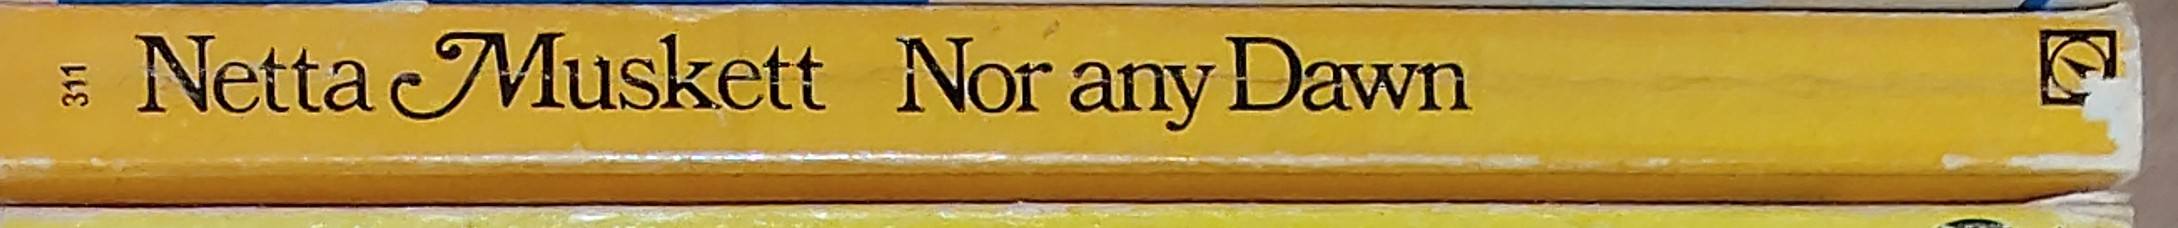 311
Netta Muskett Nor any Dawn